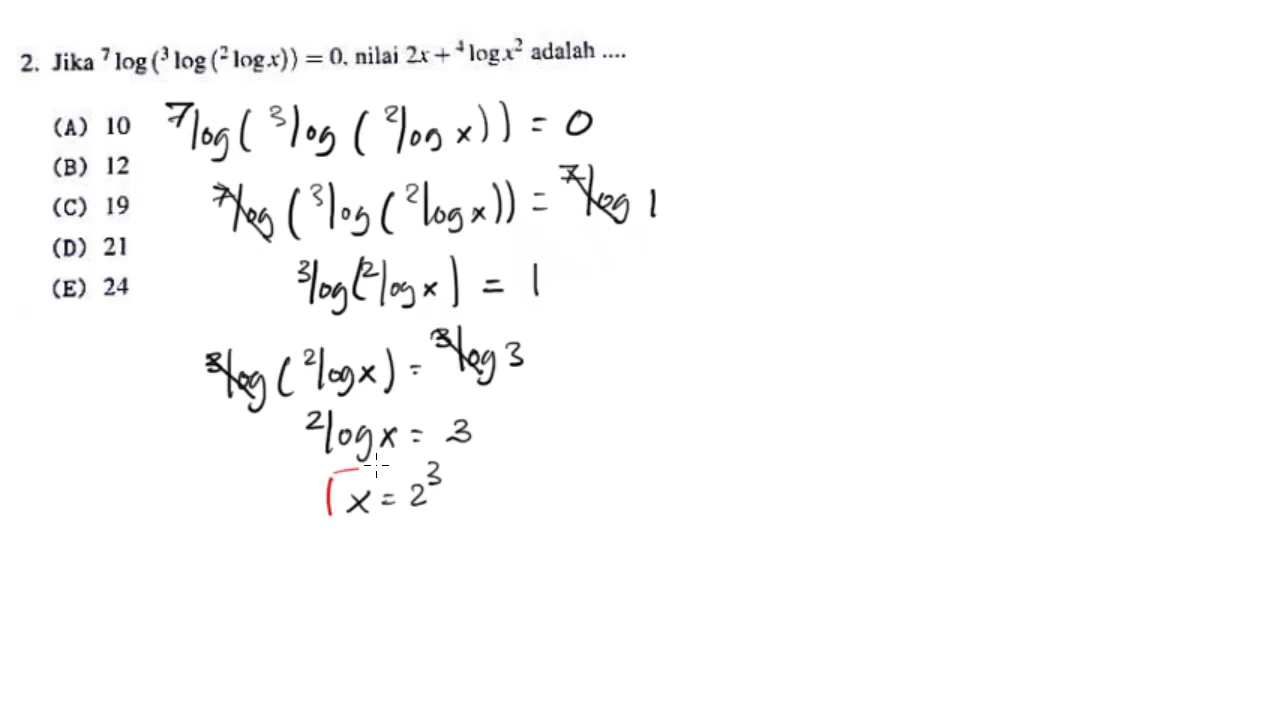 2. Jika ⁷log(³log(²log x)) = 0, nilai 2x + ⁴log x² adalah ....
(A) 10
(B) 12
(C) 19
(D) 21
(E) 24
⁷log(³log(²log x)) = 0
⁷log(³log(²log x)) = ⁷log 1
³log(²log x) = 1
³log(²log x) = ³log 3
²log x = 3
x = 2³